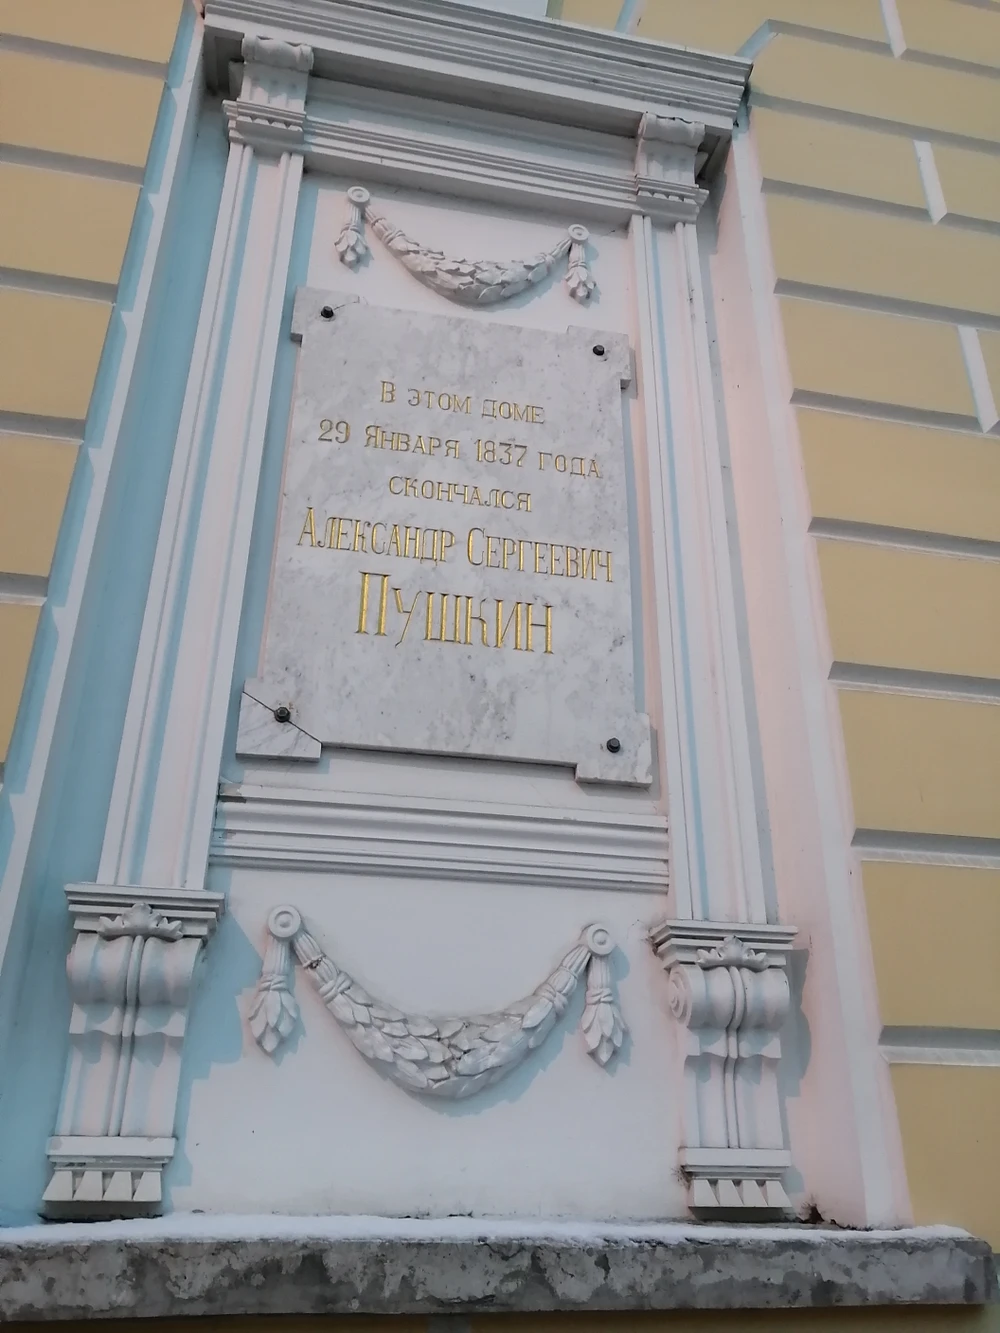 В этом доме
29 января 1837 года
скончался
Александр Сергеевич
Пушкин